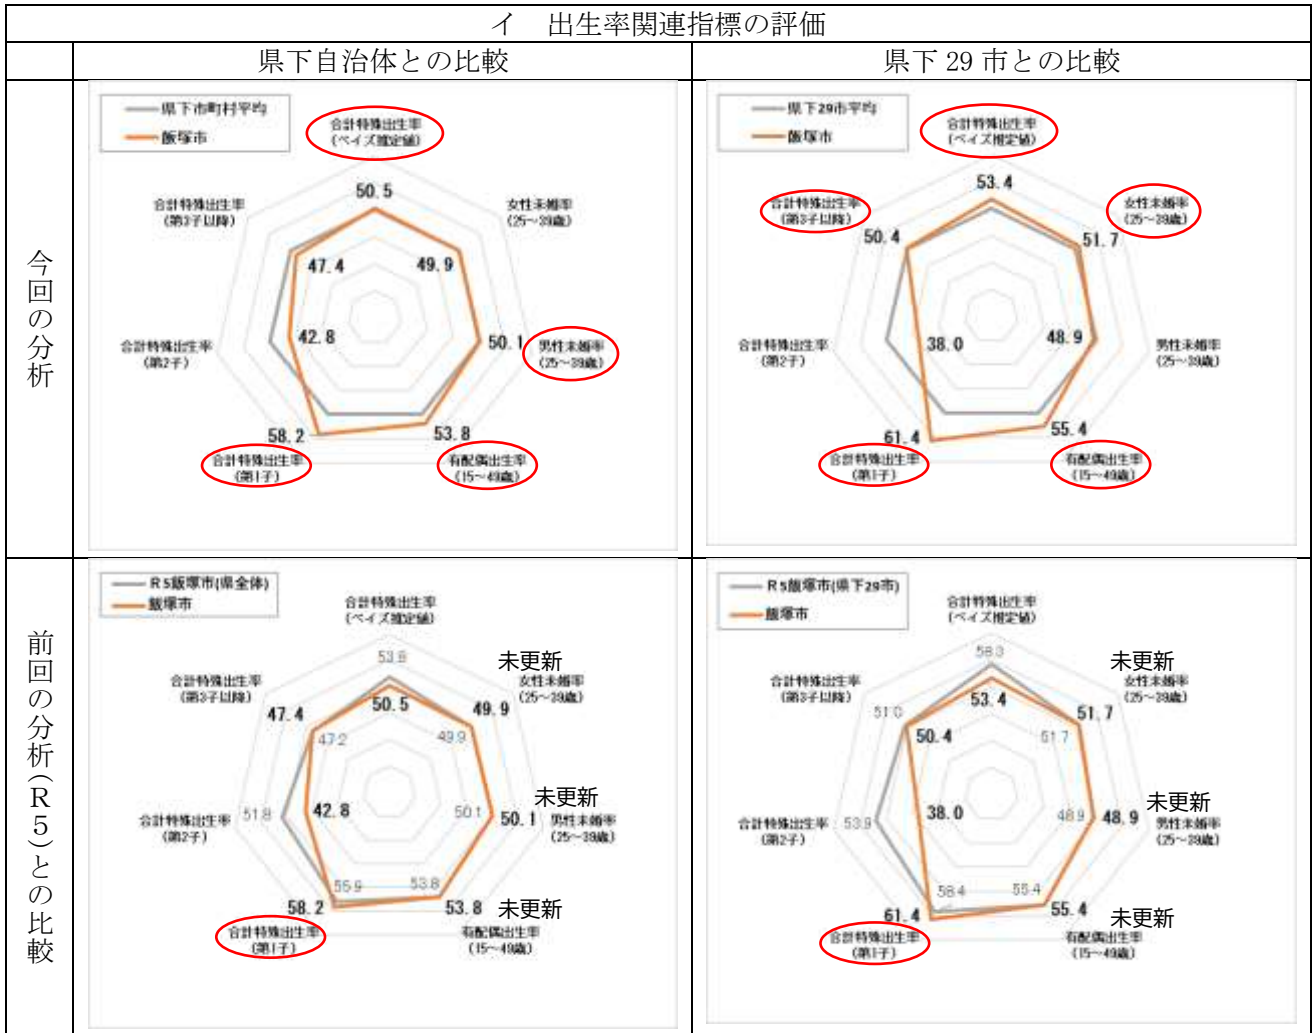 イ 出生率関連指標の評価
県下自治体との比較
県下 29 市との比較
今回の分析
県下市町村平均
飯塚市
合計特殊出生率
(ベイズ推定値)
50.5
女性未婚率
(25~39歳)
49.9
男性未婚率
(25~39歳)
50.1
有配偶出生率
(15~49歳)
53.8
合計特殊出生率
(第1子)
58.2
合計特殊出生率
(第2子)
42.8
合計特殊出生率
(第3子以降)
47.4
県下29市平均
飯塚市
合計特殊出生率
(ベイズ推定値)
53.4
女性未婚率
(25~39歳)
51.7
男性未婚率
(25~39歳)
48.9
有配偶出生率
(15~49歳)
55.4
合計特殊出生率
(第1子)
61.4
合計特殊出生率
(第2子)
38.0
合計特殊出生率
(第3子以降)
50.4
前回の分析(R5)との比較
R5飯塚市(県全体)
飯塚市
合計特殊出生率
(ベイズ推定値)
53.8
50.5
未更新
女性未婚率
(25~39歳)
49.9
49.9
未更新
男性未婚率
(25~39歳)
50.1
50.1
未更新
有配偶出生率
(15~49歳)
53.8
53.8
合計特殊出生率
(第1子)
55.9
58.2
合計特殊出生率
(第2子)
51.8
42.8
合計特殊出生率
(第3子以降)
47.4
47.2
R5飯塚市(県下29市)
飯塚市
合計特殊出生率
(ベイズ推定値)
58.3
53.4
未更新
女性未婚率
(25~39歳)
51.7
51.7
未更新
男性未婚率
(25~39歳)
48.9
48.9
未更新
有配偶出生率
(15~49歳)
55.4
55.4
合計特殊出生率
(第1子)
58.4
61.4
合計特殊出生率
(第2子)
53.9
38.0
合計特殊出生率
(第3子以降)
51.0
50.4